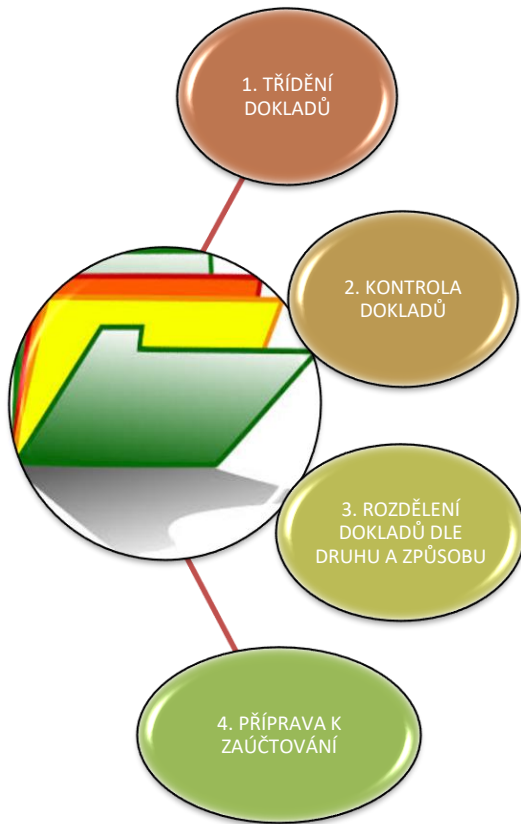 1. TŘÍDĚNÍ
DOKLADŮ
2. KONTROLA
DOKLADŮ
3. ROZDĚLENÍ
DOKLADŮ DLE
DRUHU A ZPŮSOBU
4. PŘÍPRAVA K
ZAÚČTOVÁNÍ